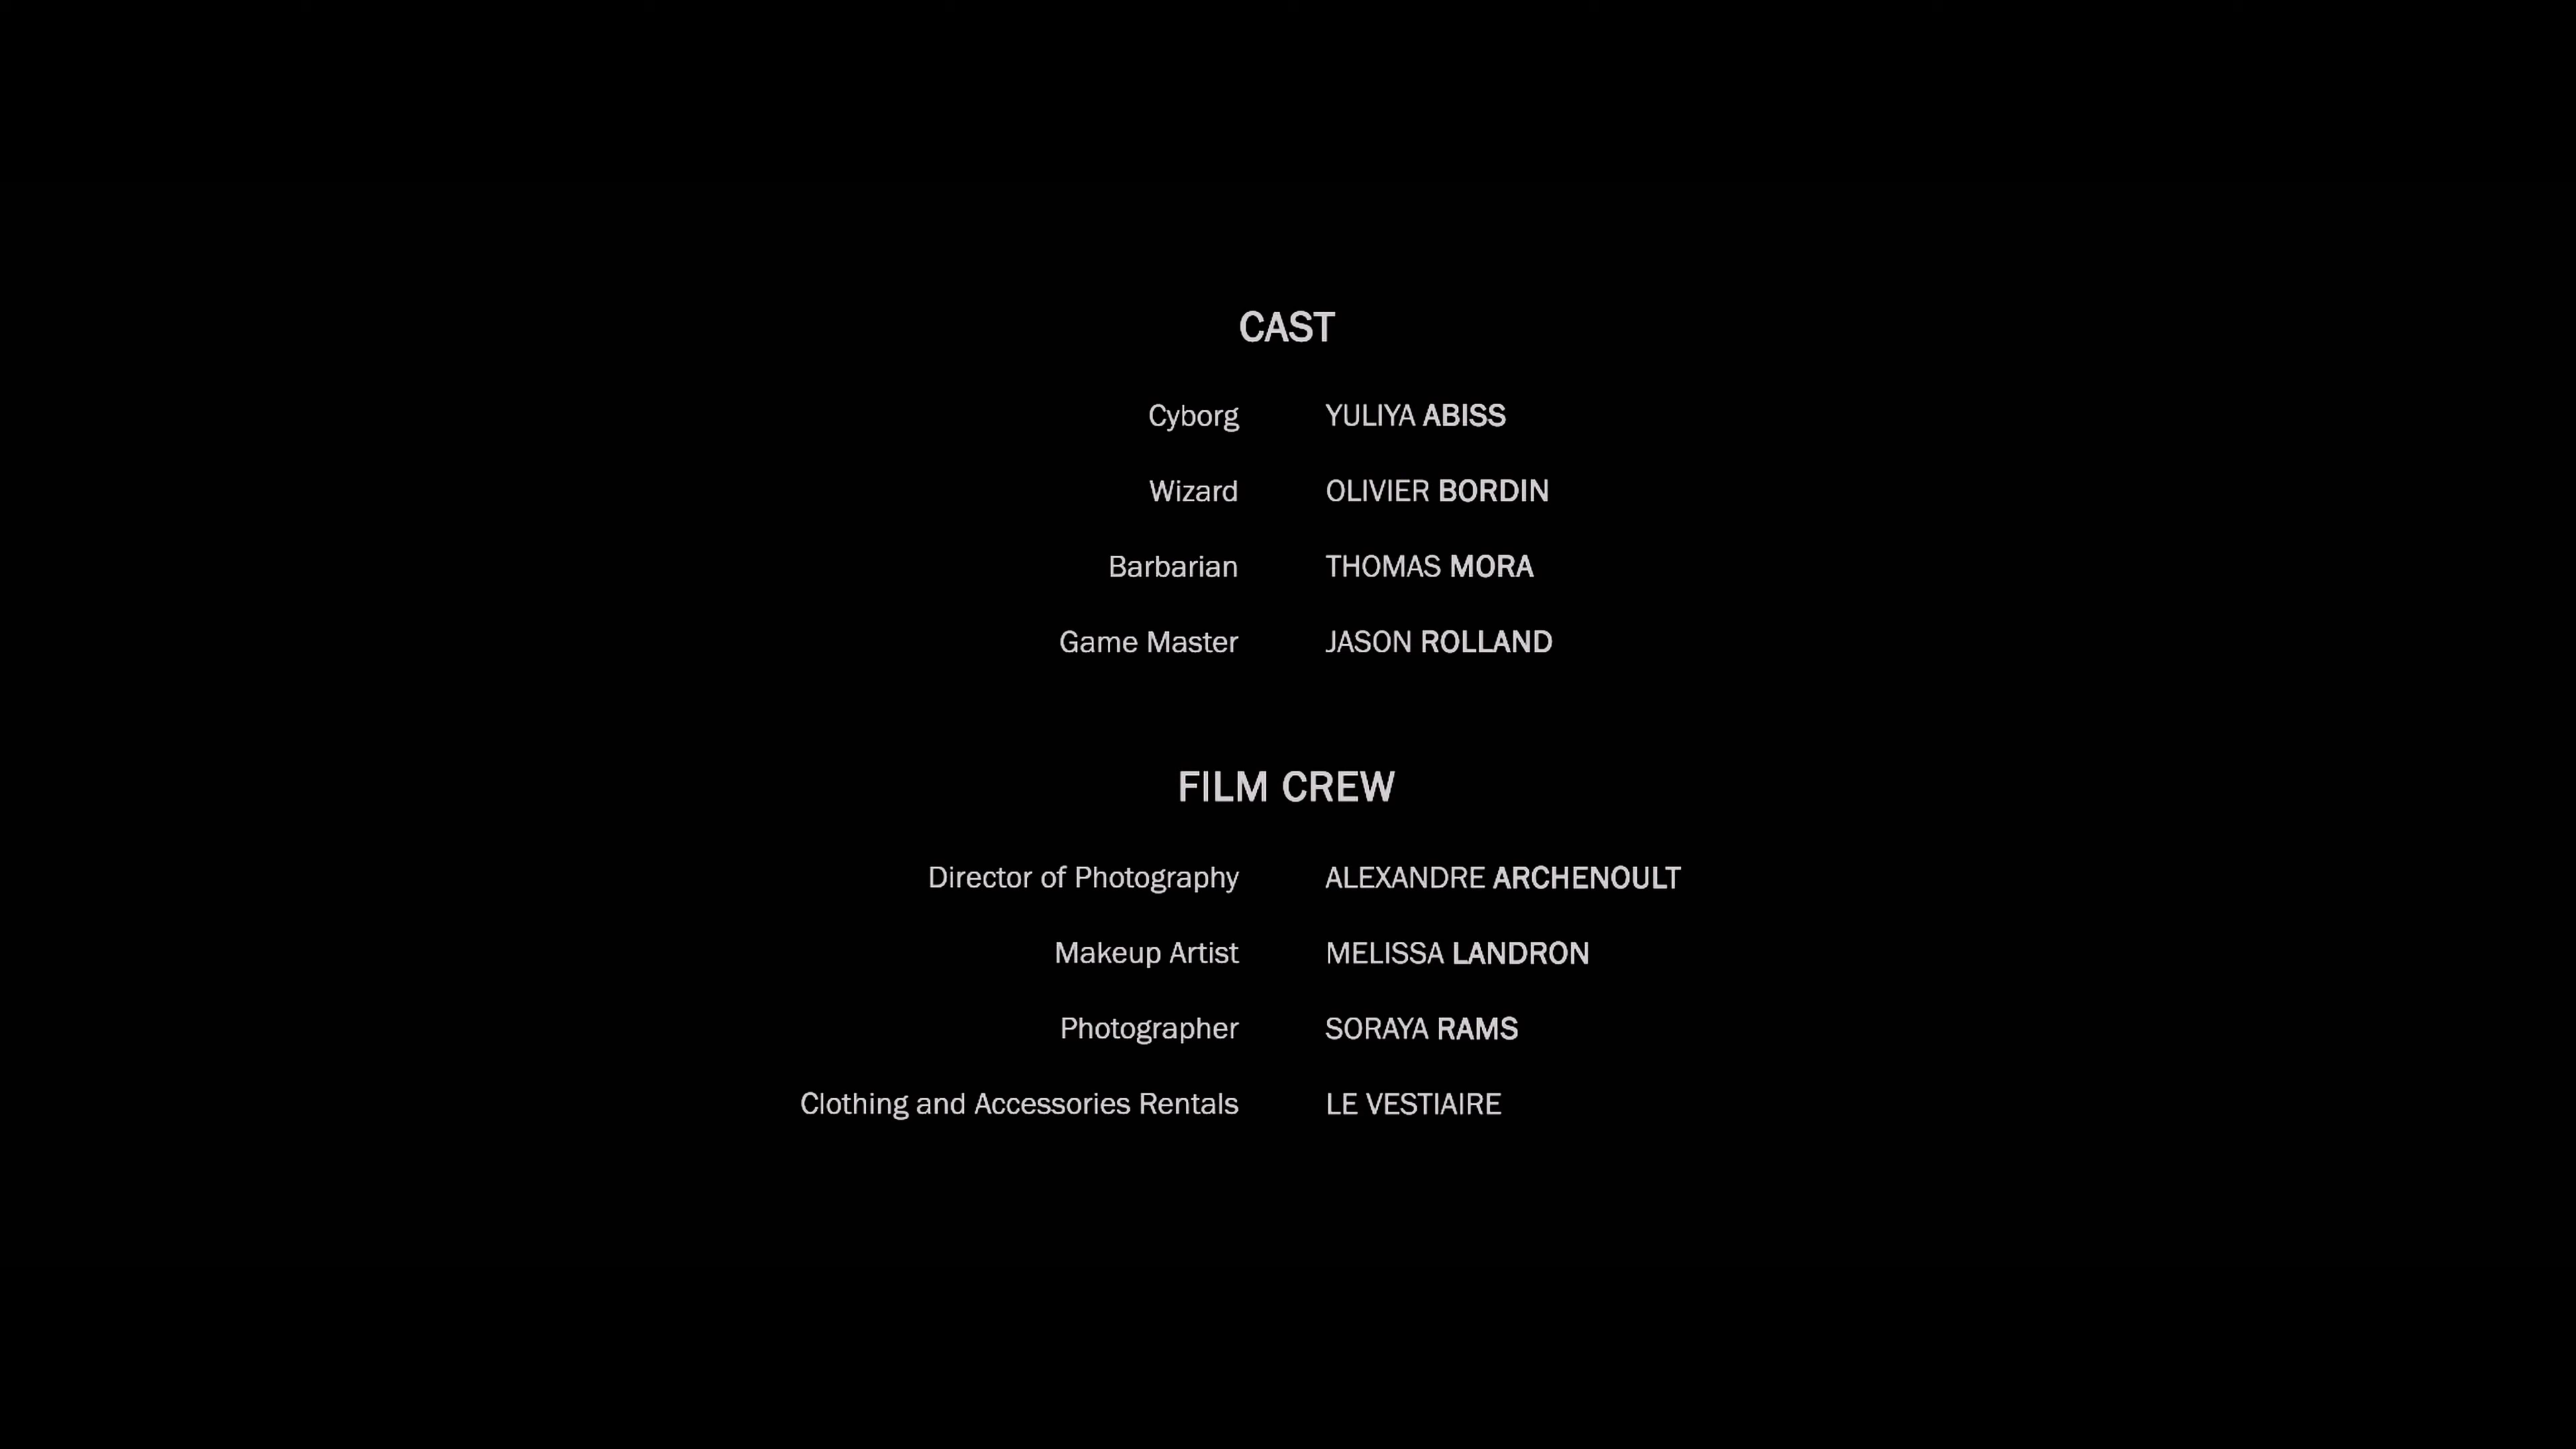 CAST
Cyborg YULIYA ABISS
Wizard OLIVIER BORDIN
Barbarian THOMAS MORA
Game Master JASON ROLLAND
FILM CREW
Director of Photography ALEXANDRE ARCHENOULT
Makeup Artist MELISSA LANDRON
Photographer SORAYA RAMS
Clothing and Accessories Rentals LE VESTIAIRE